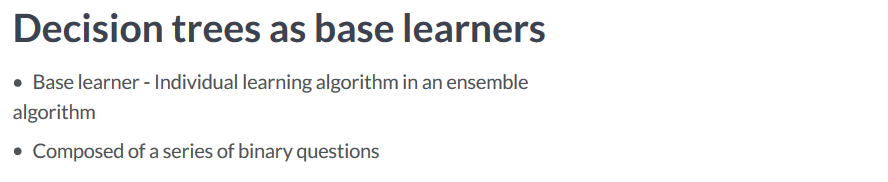 Decision trees as base learners
• Base learner - Individual learning algorithm in an ensemble
algorithm
• Composed of a series of binary questions